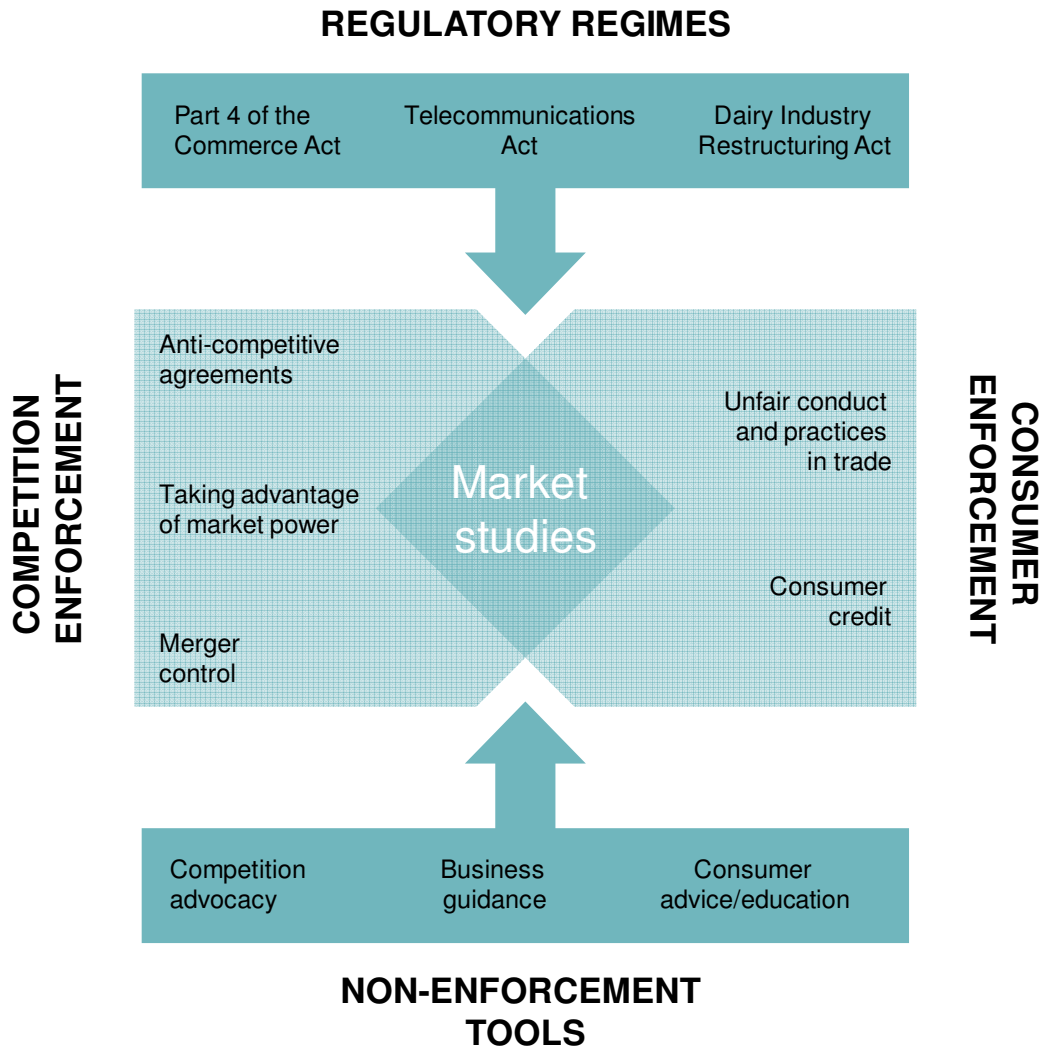 REGULATORY REGIMES
Part 4 of the
Commerce Act
Telecommunications
Act
Dairy Industry
Restructuring Act
COMPETITION
ENFORCEMENT
Anti-competitive
agreements
Taking advantage
of market power
Merger
control
Market
studies
Unfair conduct
and practices
in trade
Consumer
credit
CONSUMER
ENFORCEMENT
Competition
advocacy
Business
guidance
Consumer
advice/education
NON-ENFORCEMENT
TOOLS